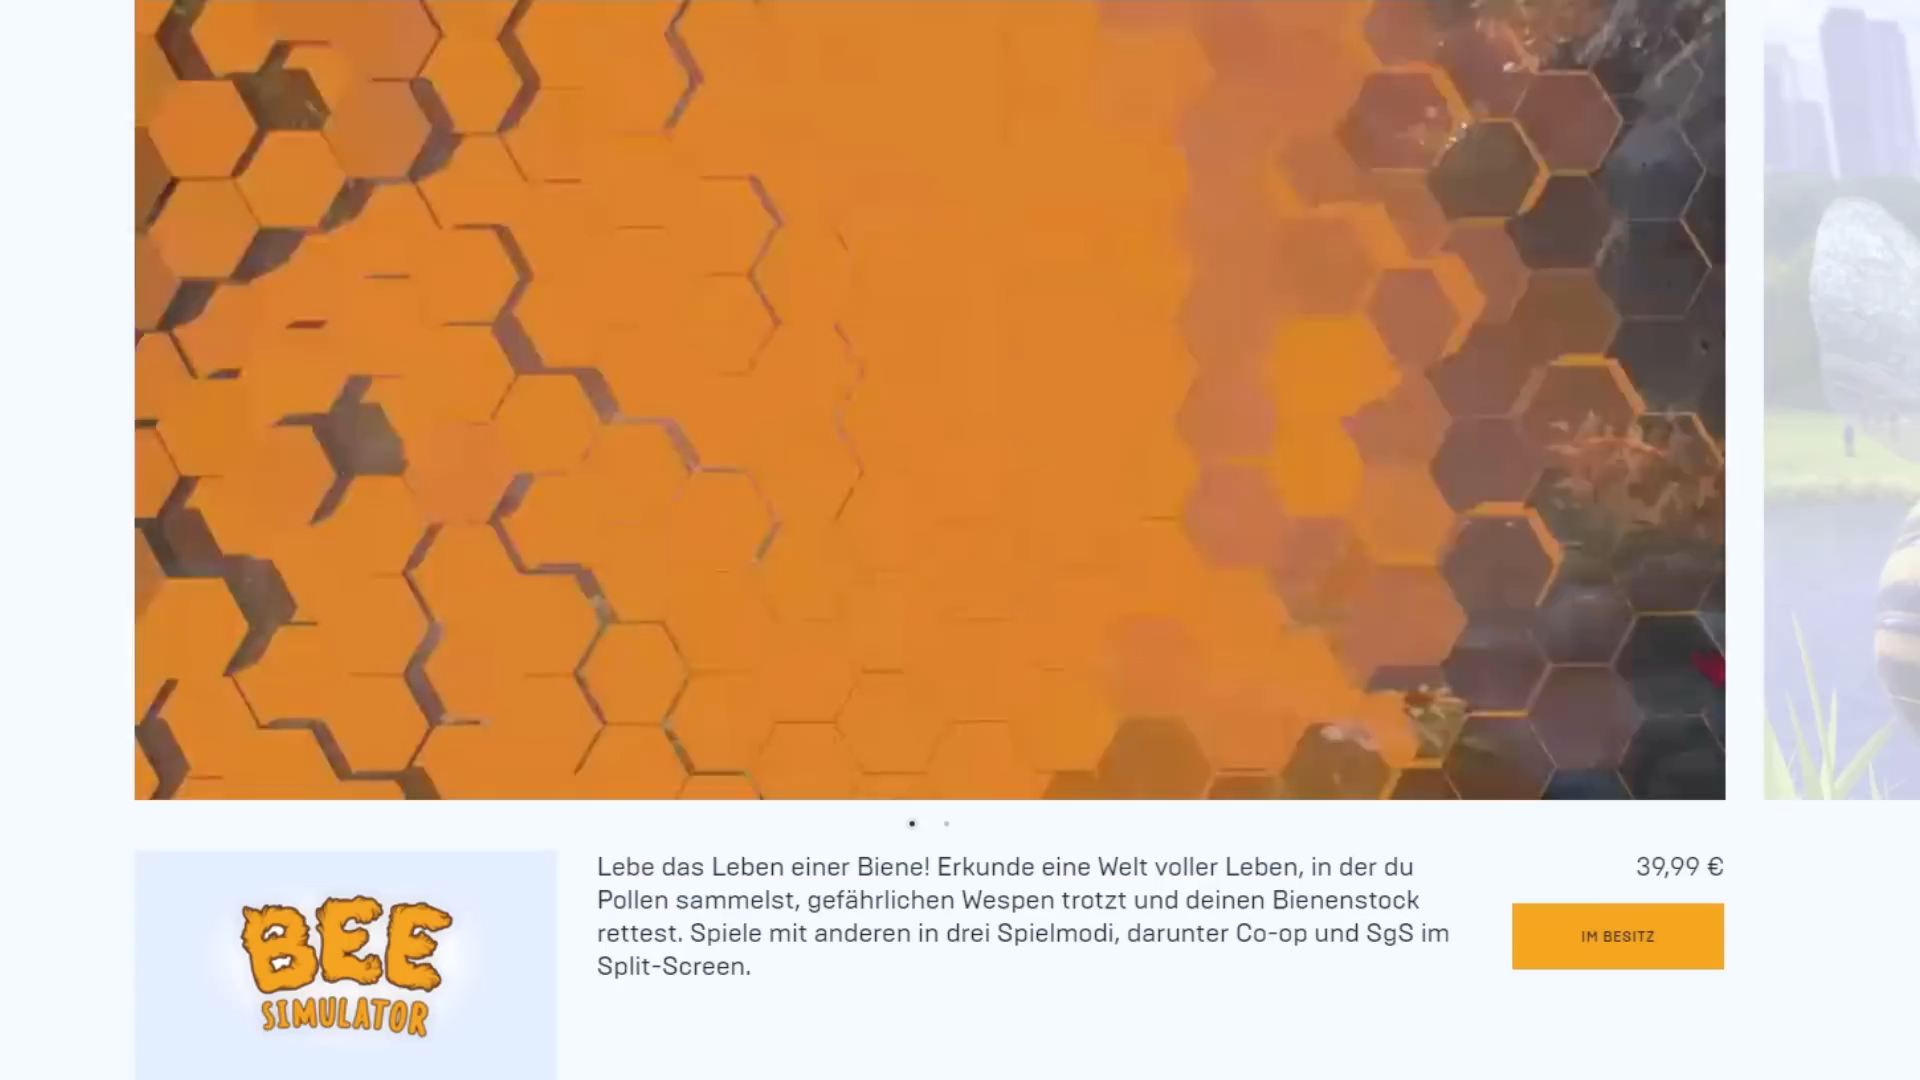 Lebe das Leben einer Biene! Erkunde eine Welt voller Leben, in der du
Pollen sammelst, gefährlichen Wespen trotzt und deinen Bienenstock
rettest. Spiele mit anderen in drei Spielmodi, darunter Co-op und SgS im
Split-Screen.
39,99 €
IM BESITZ
BEE
SIMULATOR